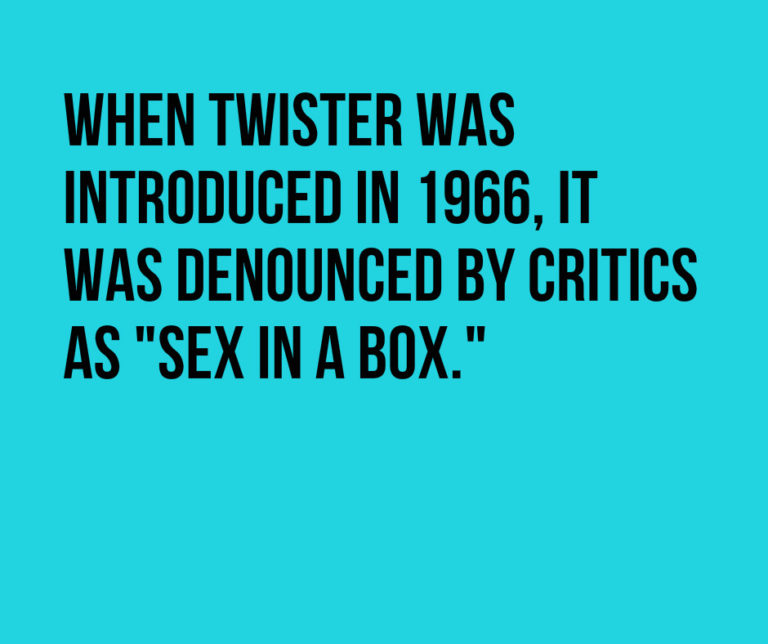 WHEN TWISTER WAS
INTRODUCED IN 1966, IT
WAS DENOUNCED BY CRITICS
AS "SEX IN A BOX."